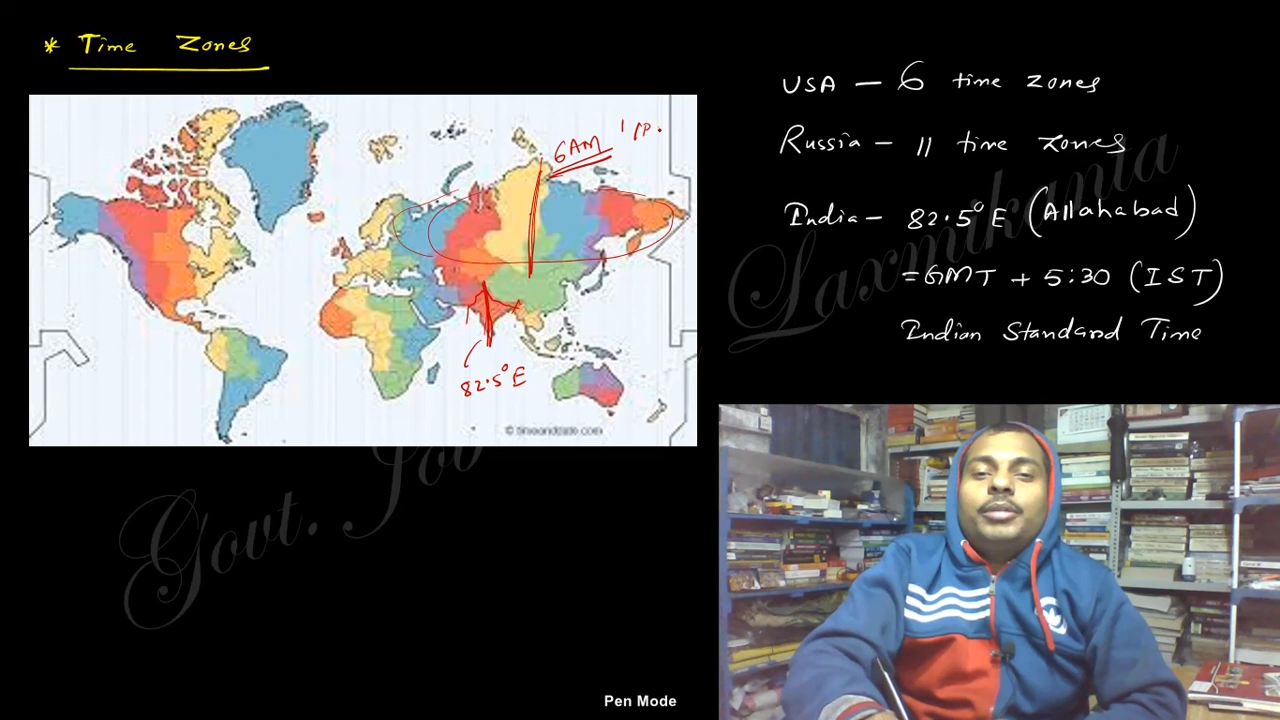 * Time Zones
USA - 6 time zones
Russia - 11 time zones
India - 82.5° E (Allahabad)
= GMT + 5:30 (IST)
Indian Standard Time
6AM
82.5° E
© timeanddate.com
Laxmikanta
Govt.
Pen Mode